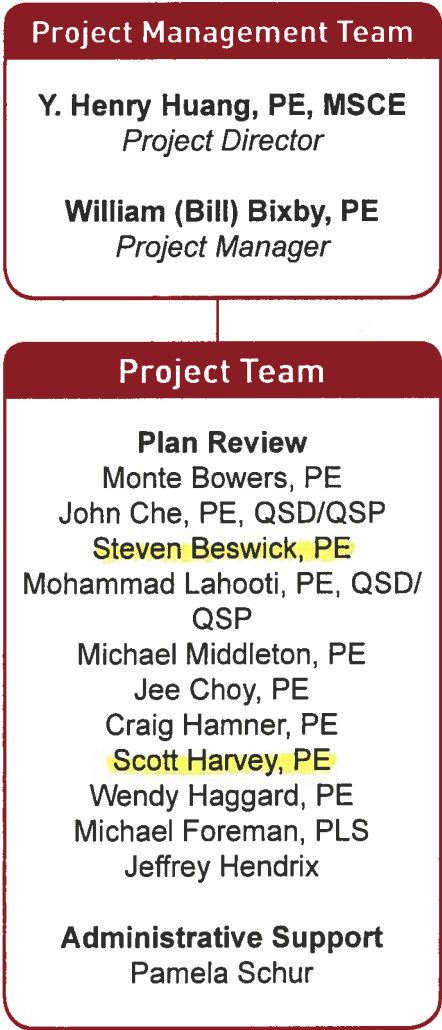 Project Management Team
Y. Henry Huang, PE, MSCE
Project Director
William (Bill) Bixby, PE
Project Manager
Project Team
Plan Review
Monte Bowers, PE
John Che, PE, QSD/QSP
Steven Beswick, PE
Mohammad Lahooti, PE, QSD/
QSP
Michael Middleton, PE
Jee Choy, PE
Craig Hamner, PE
Scott Harvey, PE
Wendy Haggard, PE
Michael Foreman, PLS
Jeffrey Hendrix
Administrative Support
Pamela Schur